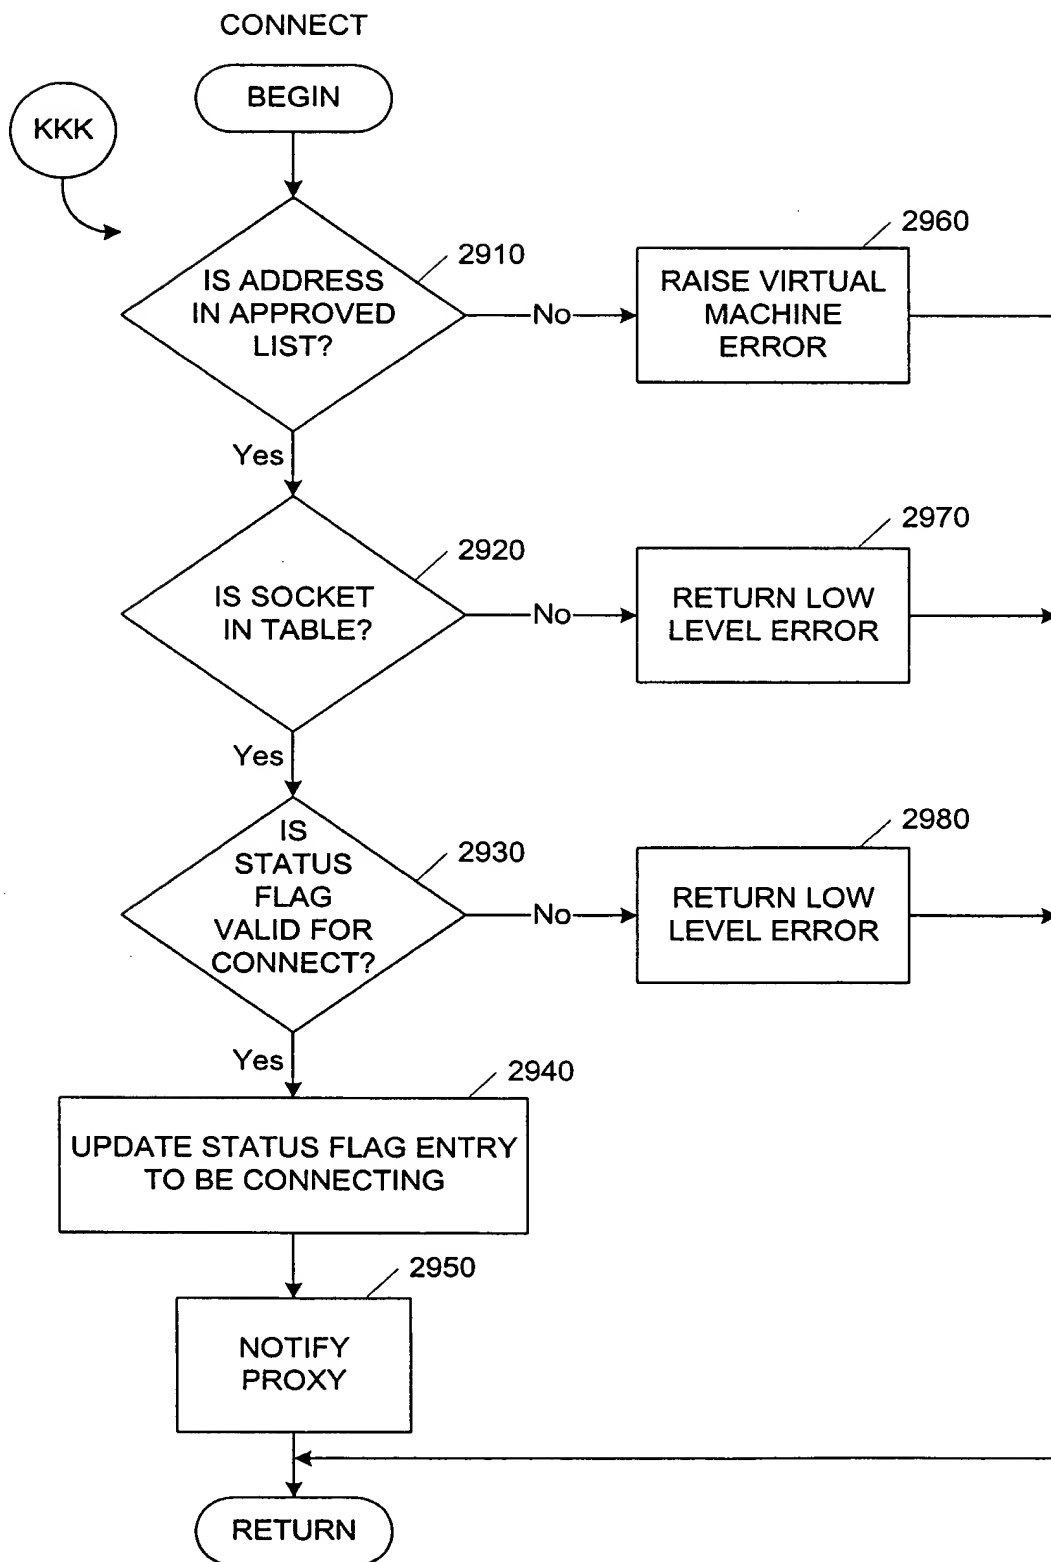 CONNECT
BEGIN
KKK
2910
IS ADDRESS
IN APPROVED
LIST?
No
2960
RAISE VIRTUAL
MACHINE
ERROR
Yes
2920
IS SOCKET
IN TABLE?
No
2970
RETURN LOW
LEVEL ERROR
Yes
2930
IS
STATUS
FLAG
VALID FOR
CONNECT?
No
2980
RETURN LOW
LEVEL ERROR
Yes
2940
UPDATE STATUS FLAG ENTRY
TO BE CONNECTING
2950
NOTIFY
PROXY
RETURN